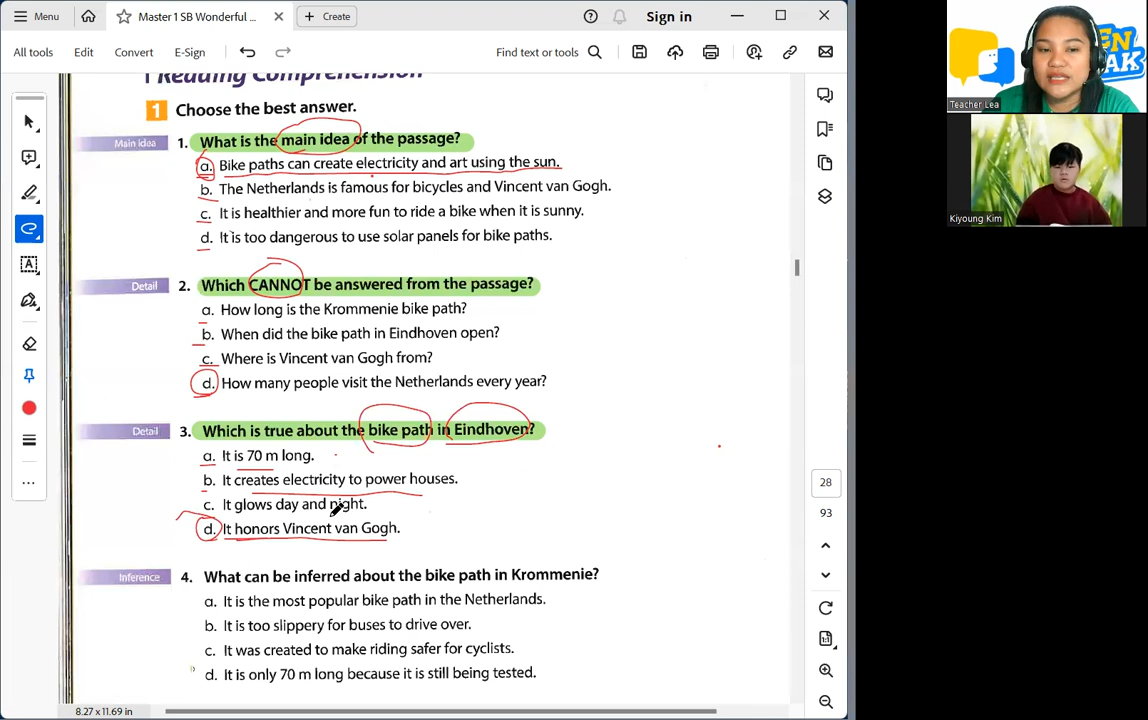 Menu
Master 1 SB Wonderful ...
Create
Sign in
All tools
Edit
Convert
E-Sign
Find text or tools
Reading Comprehension
1 Choose the best answer.
Main idea
1. What is the main idea of the passage?
a. Bike paths can create electricity and art using the sun.
b. The Netherlands is famous for bicycles and Vincent van Gogh.
c. It is healthier and more fun to ride a bike when it is sunny.
d. It is too dangerous to use solar panels for bike paths.
Detail
2. Which CANNOT be answered from the passage?
a. How long is the Krommenie bike path?
b. When did the bike path in Eindhoven open?
c. Where is Vincent van Gogh from?
d. How many people visit the Netherlands every year?
Detail
3. Which is true about the bike path in Eindhoven?
a. It is 70 m long.
b. It creates electricity to power houses.
c. It glows day and night.
d. It honors Vincent van Gogh.
Inference
4. What can be inferred about the bike path in Krommenie?
a. It is the most popular bike path in the Netherlands.
b. It is too slippery for buses to drive over.
c. It was created to make riding safer for cyclists.
d. It is only 70 m long because it is still being tested.
8.27 x 11.69 in
28
93
1:1
Teacher Lea
Kiyoung Kim